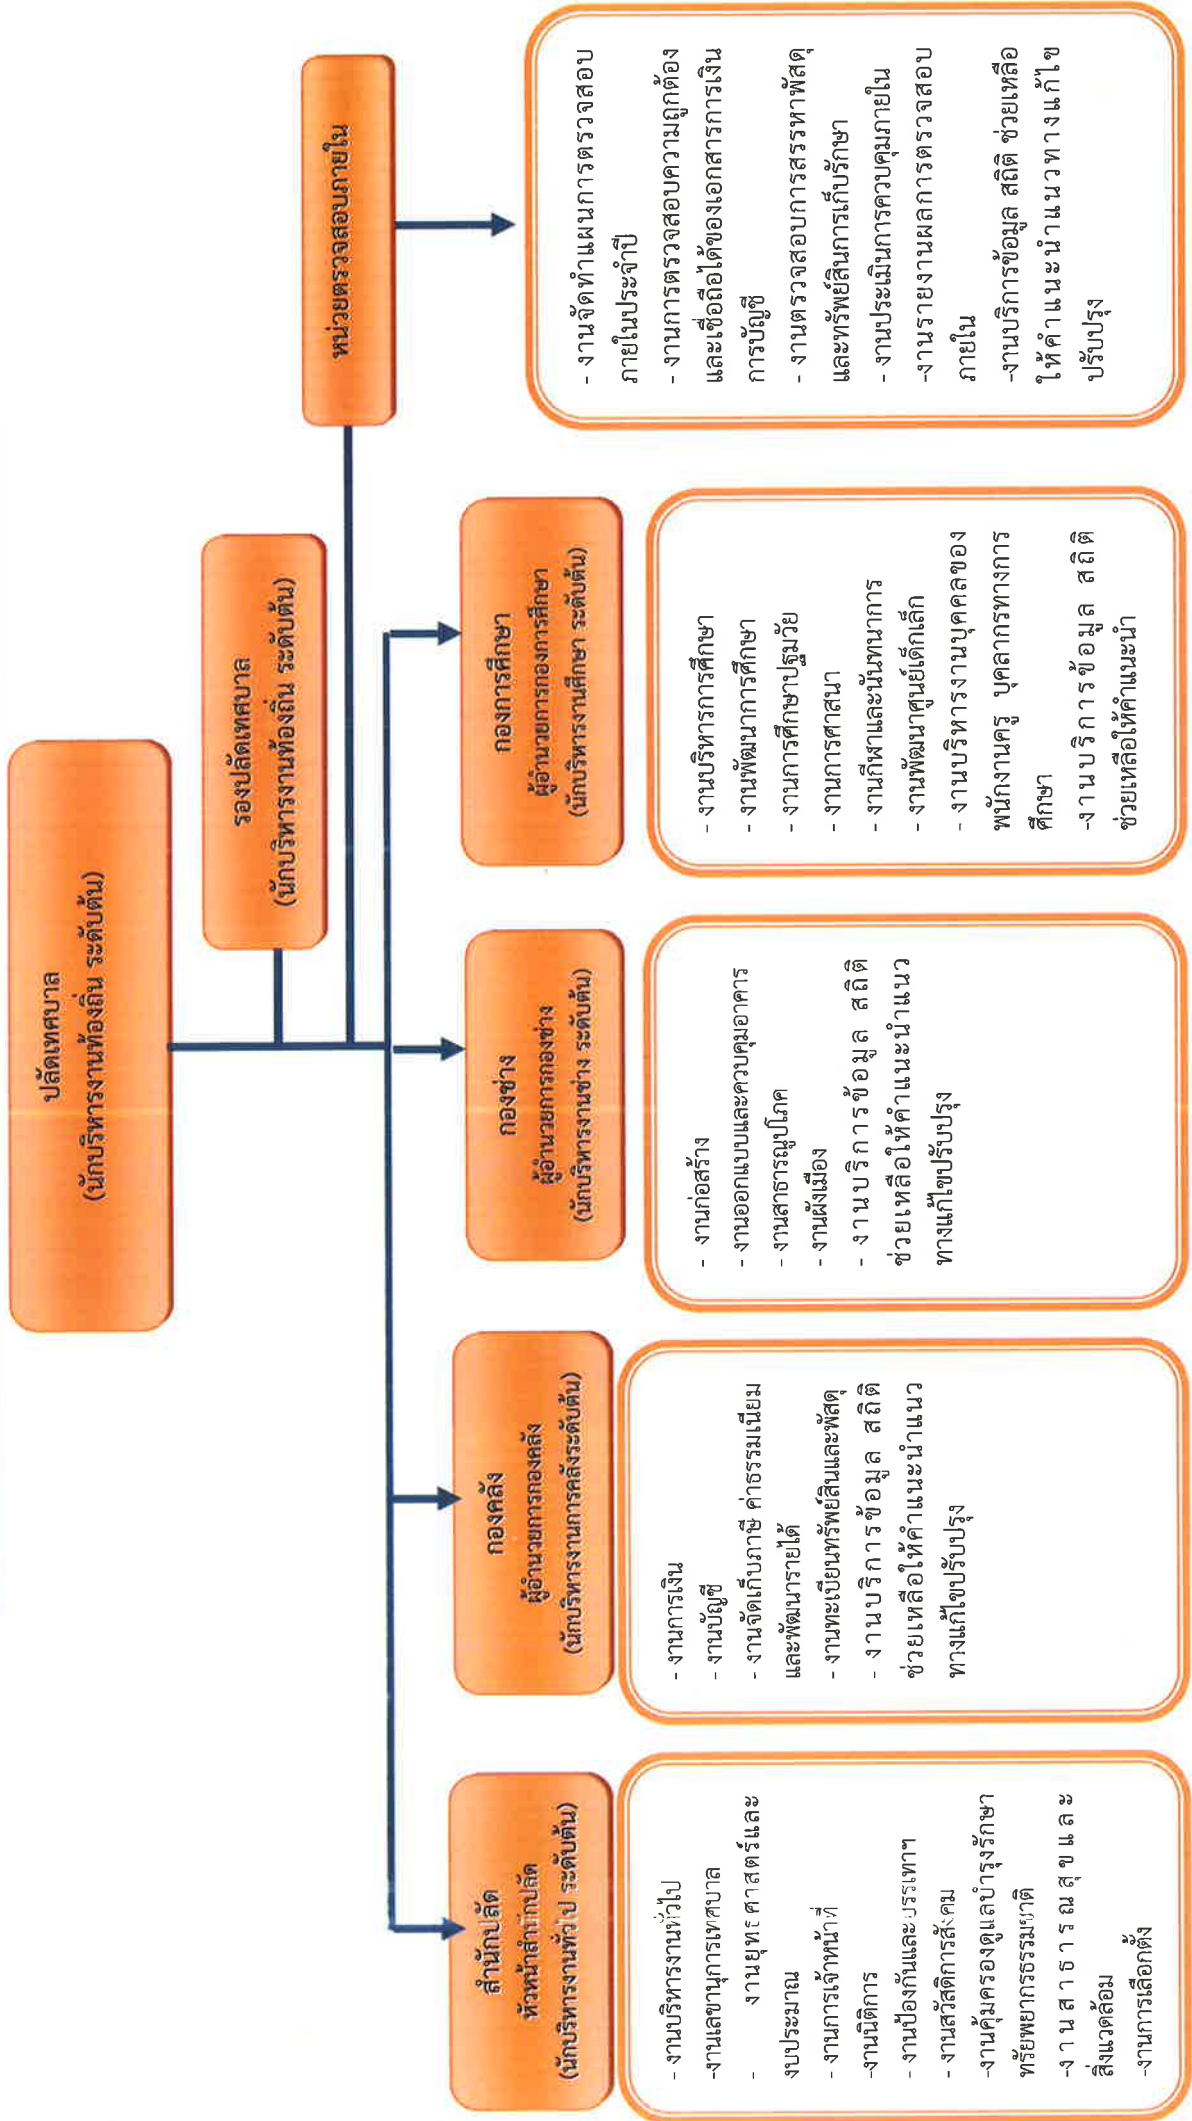 ปลัดเทศบาล
(นักบริหารงานท้องถิ่น ระดับต้น)
รองปลัดเทศบาล
(นักบริหารงานท้องถิ่น ระดับต้น)
หน่วยตรวจสอบภายใน
สำนักปลัด
หัวหน้าสำนักปลัด
(นักบริหารงานทั่วไป ระดับต้น)
กองคลัง
ผู้อำนวยการกองคลัง
(นักบริหารงานการคลังระดับต้น)
กองช่าง
ผู้อำนวยการกองช่าง
(นักบริหารงานช่าง ระดับต้น)
กองการศึกษา
ผู้อำนวยการกองการศึกษา
(นักบริหารงานศึกษา ระดับต้น)
- งานบริหารงานทั่วไป
-งานเลขานุการเทศบาล
- งานยุทธศาสตร์และ
งบประมาณ
- งานการเจ้าหน้าที่
-งานนิติการ
- งานป้องกันและบรรเทาฯ
- งานสวัสดิการสังคม
-งานคุ้มครองดูแลบำรุงรักษา
ทรัพยากรธรรมชาติ
-งานสาธารณสุขและ
สิ่งแวดล้อม
-งานการเลือกตั้ง
- งานการเงิน
- งานบัญชี
- งานจัดเก็บภาษี ค่าธรรมเนียม
และพัฒนารายได้
- งานทะเบียนทรัพย์สินและพัสดุ
- งานบริการข้อมูล สถิติ
ช่วยเหลือให้คำแนะนำแนว
ทางแก้ไขปรับปรุง
- งานก่อสร้าง
- งานออกแบบและควบคุมอาคาร
- งานสาธารณูปโภค
- งานผังเมือง
- งานบริการข้อมูล สถิติ
ช่วยเหลือให้คำแนะนำแนว
ทางแก้ไขปรับปรุง
- งานบริหารการศึกษา
- งานพัฒนาการศึกษา
- งานการศึกษาปฐมวัย
- งานการศาสนา
- งานกีฬาและนันทนาการ
- งานพัฒนาศูนย์เด็กเล็ก
- งานบริหารงานบุคคลของ
พนักงานครู บุคลากรทางการ
ศึกษา
-งานบริการข้อมูล สถิติ
ช่วยเหลือให้คำแนะนำ
- งานจัดทำแผนการตรวจสอบ
ภายในประจำปี
- งานการตรวจสอบความถูกต้อง
และเชื่อถือได้ของเอกสารการเงิน
การบัญชี
- งานตรวจสอบการสรรหาพัสดุ
และทรัพย์สินการเก็บรักษา
- งานประเมินการควบคุมภายใน
-งานรายงานผลการตรวจสอบ
ภายใน
-งานบริการข้อมูล สถิติ ช่วยเหลือ
ให้คำแนะนำแนวทางแก้ไข
ปรับปรุง